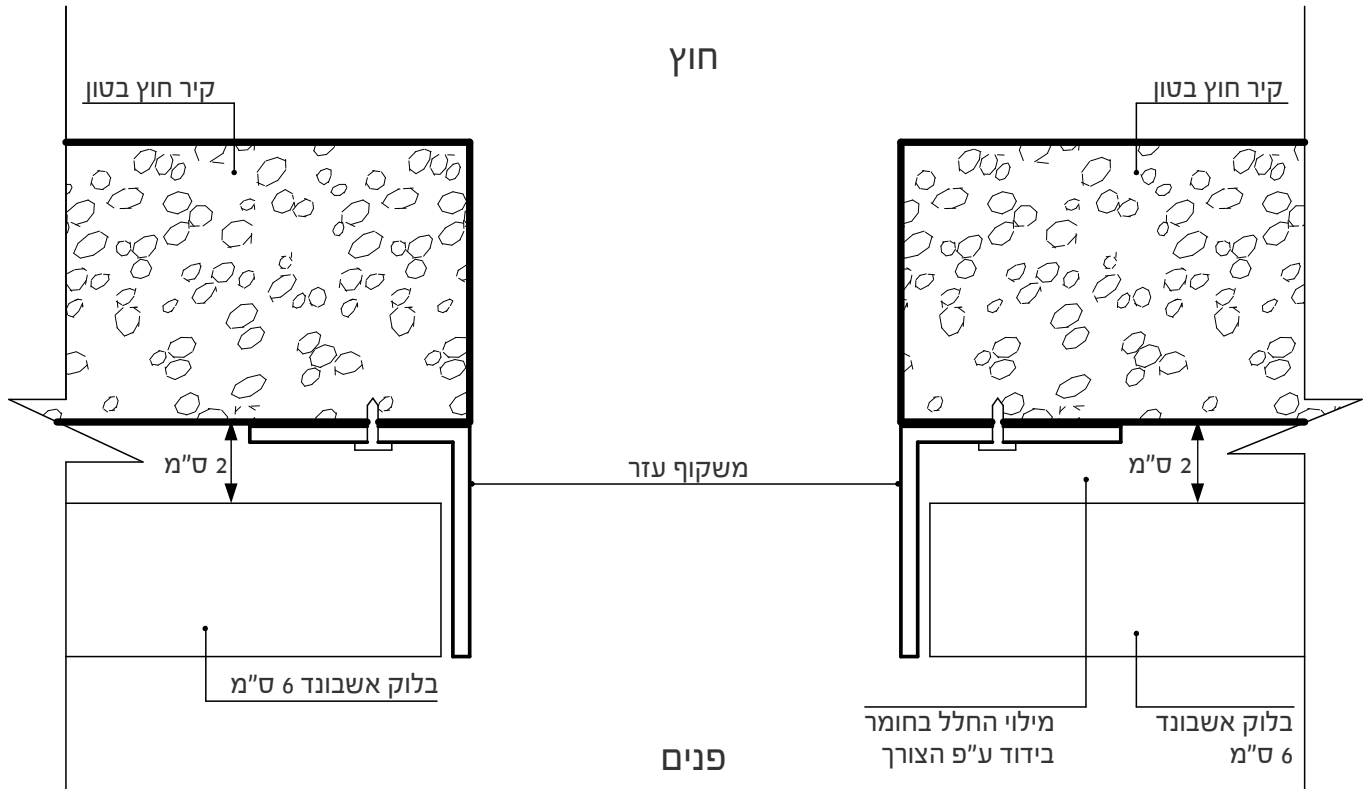 חוץ
קיר חוץ בטון
קיר חוץ בטון
2 ס"מ
2 ס"מ
משקוף עזר
בלוק אשבונד
6 ס"מ
מילוי החלל בחומר
בידוד ע"פ הצורך
בלוק אשבונד 6 ס"מ
פנים